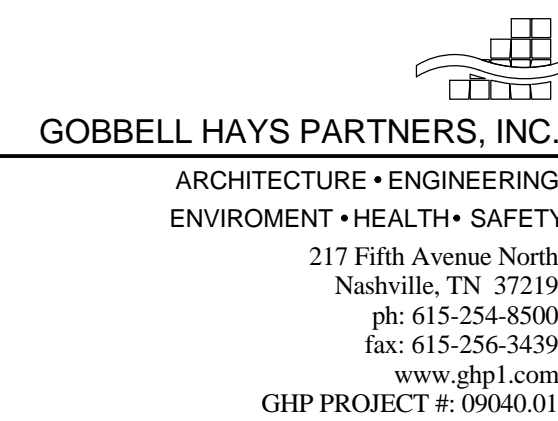 GOBBELL HAYS PARTNERS, INC.
ARCHITECTURE • ENGINEERING
ENVIROMENT • HEALTH • SAFETY
217 Fifth Avenue North
Nashville, TN 37219
ph: 615-254-8500
fax: 615-256-3439
www.ghp1.com
GHP PROJECT #: 09040.01